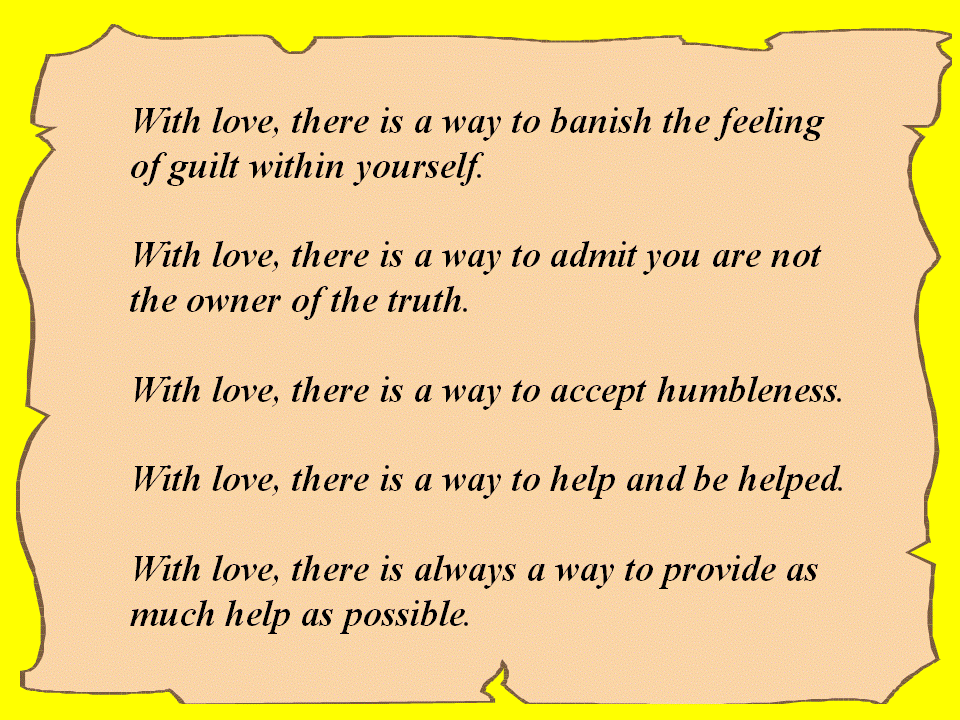 With love, there is a way to banish the feeling
of guilt within yourself.
With love, there is a way to admit you are not
the owner of the truth.
With love, there is a way to accept humbleness.
With love, there is a way to help and be helped.
With love, there is always a way to provide as
much help as possible.